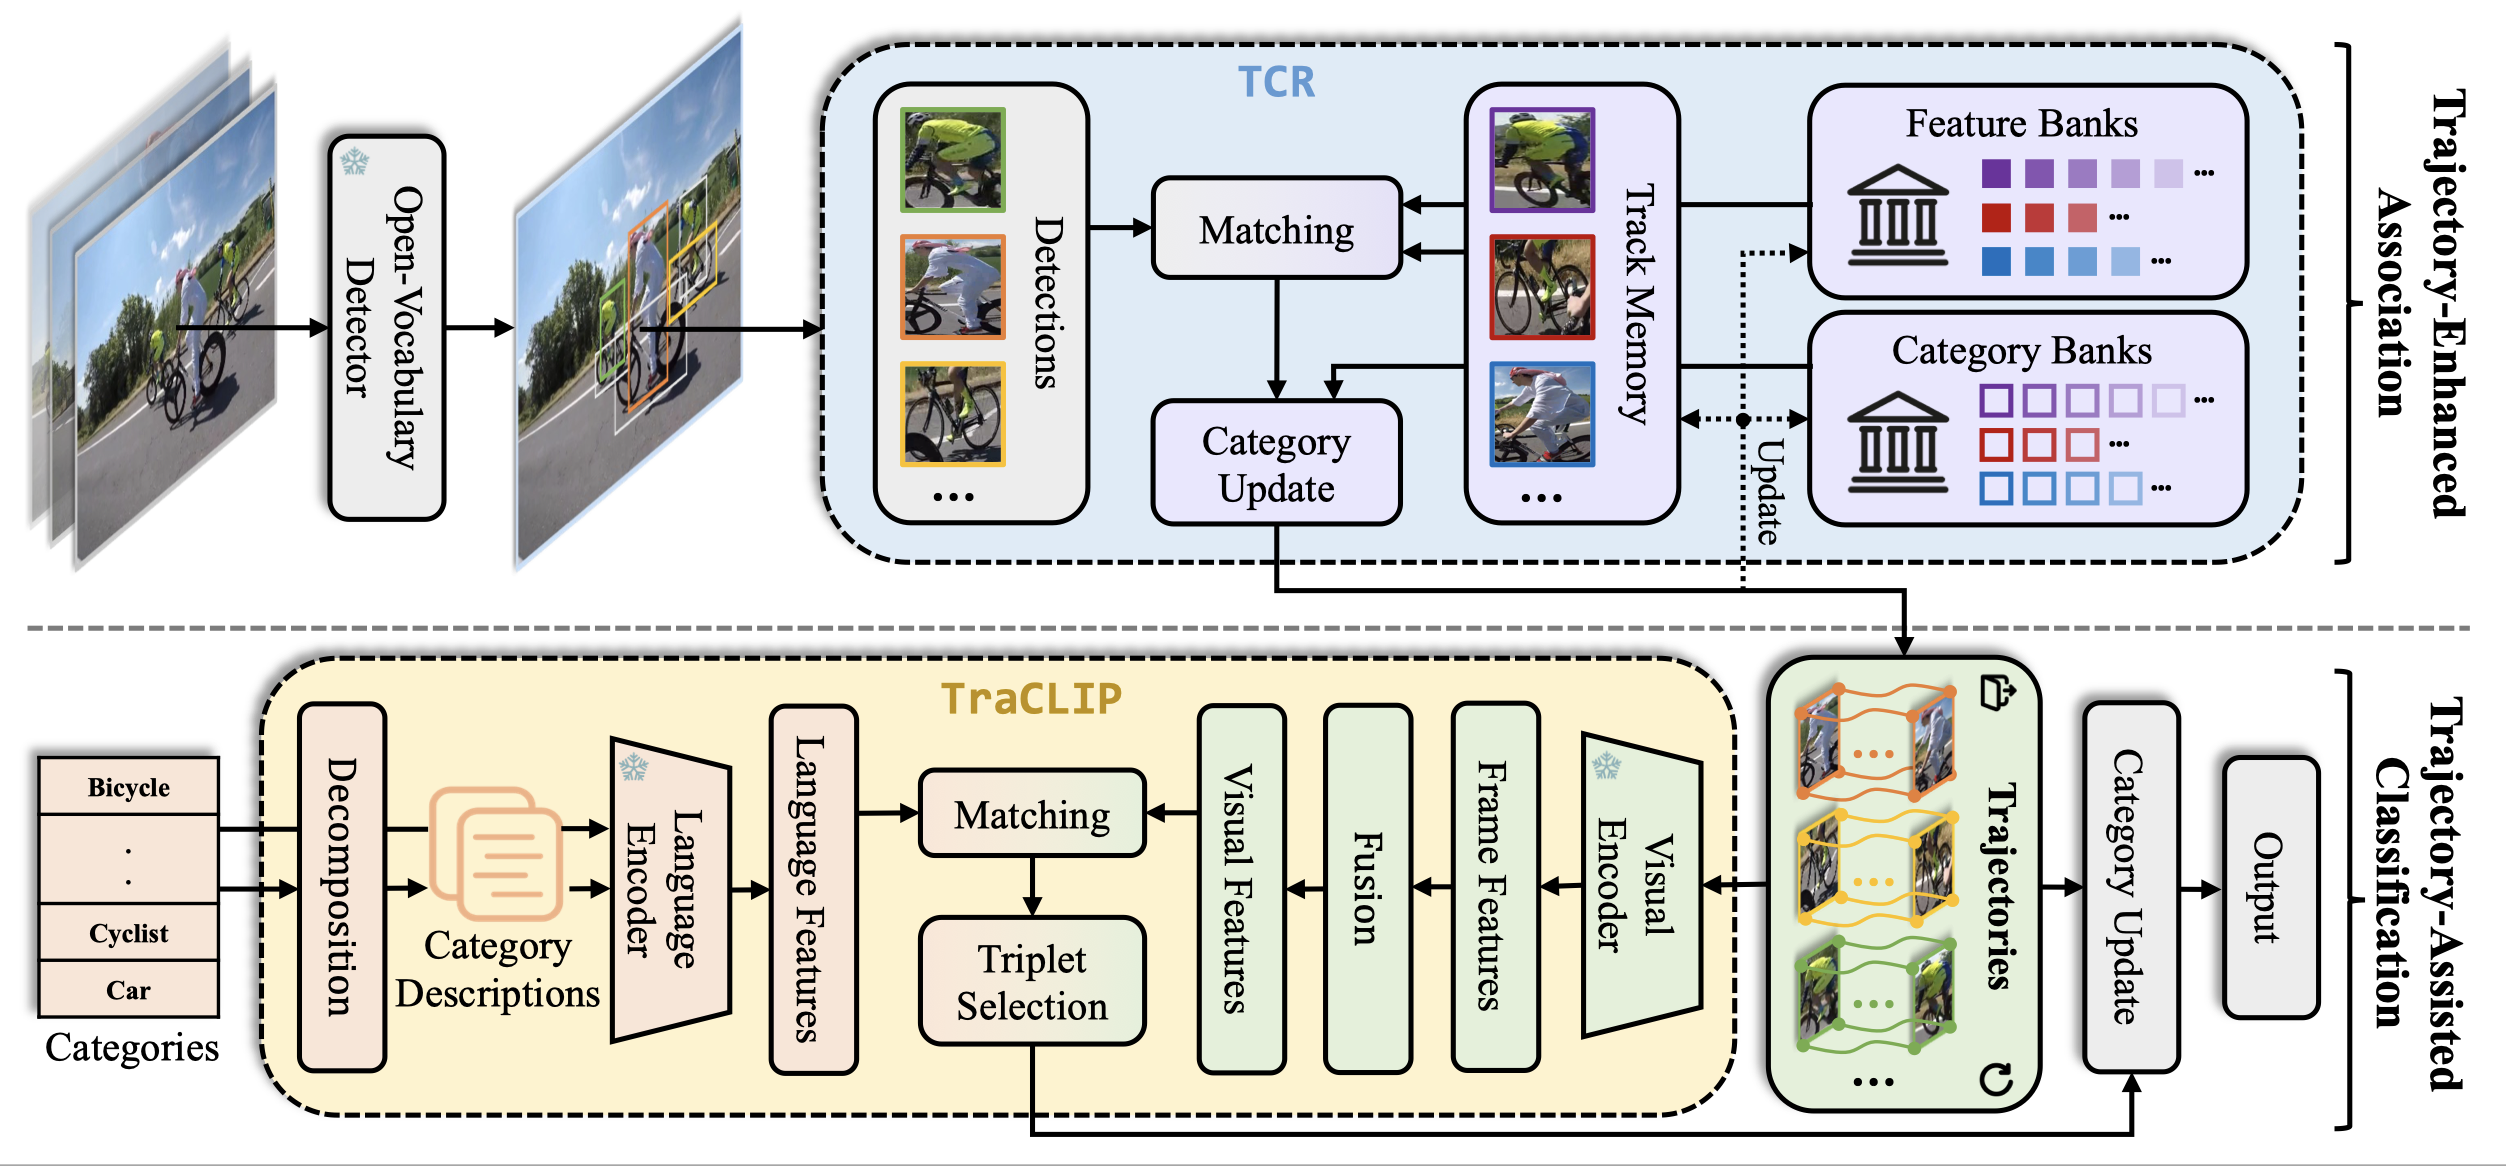 TCR
Open-Vocabulary
Detector
Detections
Matching
Category
Update
Track Memory
Feature Banks
...
...
...
Category Banks
...
...
...
Update
...
...
Trajectory-Enhanced
Association
TraCLIP
Bicycle
.
.
Cyclist
Car
Categories
Decomposition
Category
Descriptions
Language
Encoder
Language Features
Matching
Triplet
Selection
Visual Features
Fusion
Frame Features
Visual
Encoder
Trajectories
...
...
...
...
Category Update
Output
Trajectory-Assisted
Classification